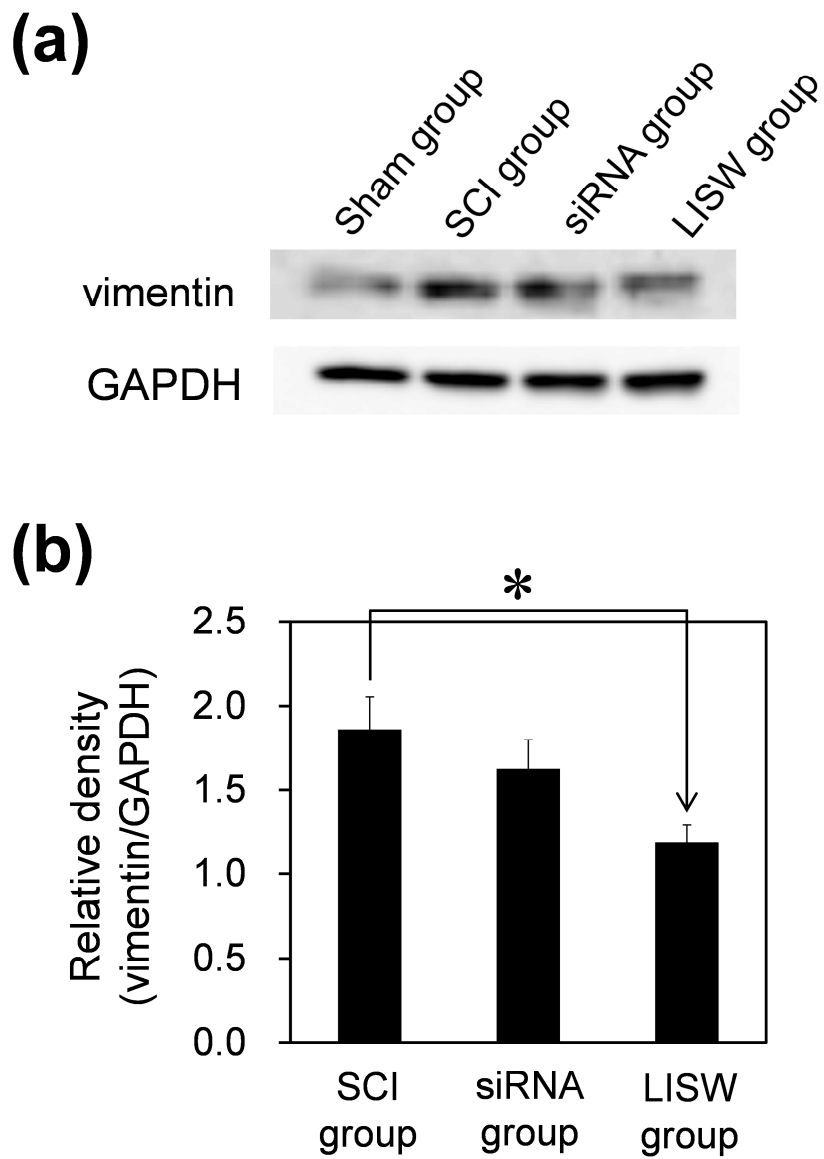 (a)
Sham group
SCI group
siRNA group
LISW group
vimentin
GAPDH
(b)
*
2.5
2.0
1.5
1.0
0.5
0.0
Relative density
(vimentin/GAPDH)
SCI
group
siRNA
group
LISW
group